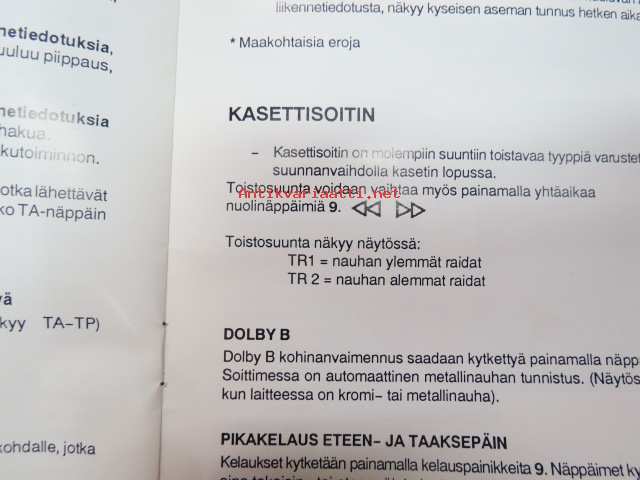 netiedotuksia,
uuluu piippaus,
netiedotuksia
hakua.
kutoiminnon.
otka lähettävät
ko TA-näppäin
vä
kyy TA-TP)
ohdalle, jotka
liikennetiedotusta, näkyy kyseisen aseman tunnus hetken aika
* Maakohtaisia eroja
KASETTISOITIN
– Kasettisoitin on molempiin suuntiin toistavaa tyyppiä varustet
suunnanvaihdolla kasetin lopussa.
Toistosuunta voidaan vaihtaa myös painamalla yhtäaikaa
Antikvariaatti.net
nuolinäppäimiä 9.
Toistosuunta näkyy näytössä:
TR1 = nauhan ylemmät raidat
TR 2 = nauhan alemmat raidat
DOLBY B
Dolby B kohinanvaimennus saadaan kytkettyä painamalla näpp
Soittimessa on automaattinen metallinauhan tunnistus. (Näytös
kun laitteessa on kromi– tai metallinauha).
PIKAKELAUS ETEEN– JA TAAKSEPÄIN
Kelaukset kytketään painamalla kelauspainikkeita 9. Näppäimet ky